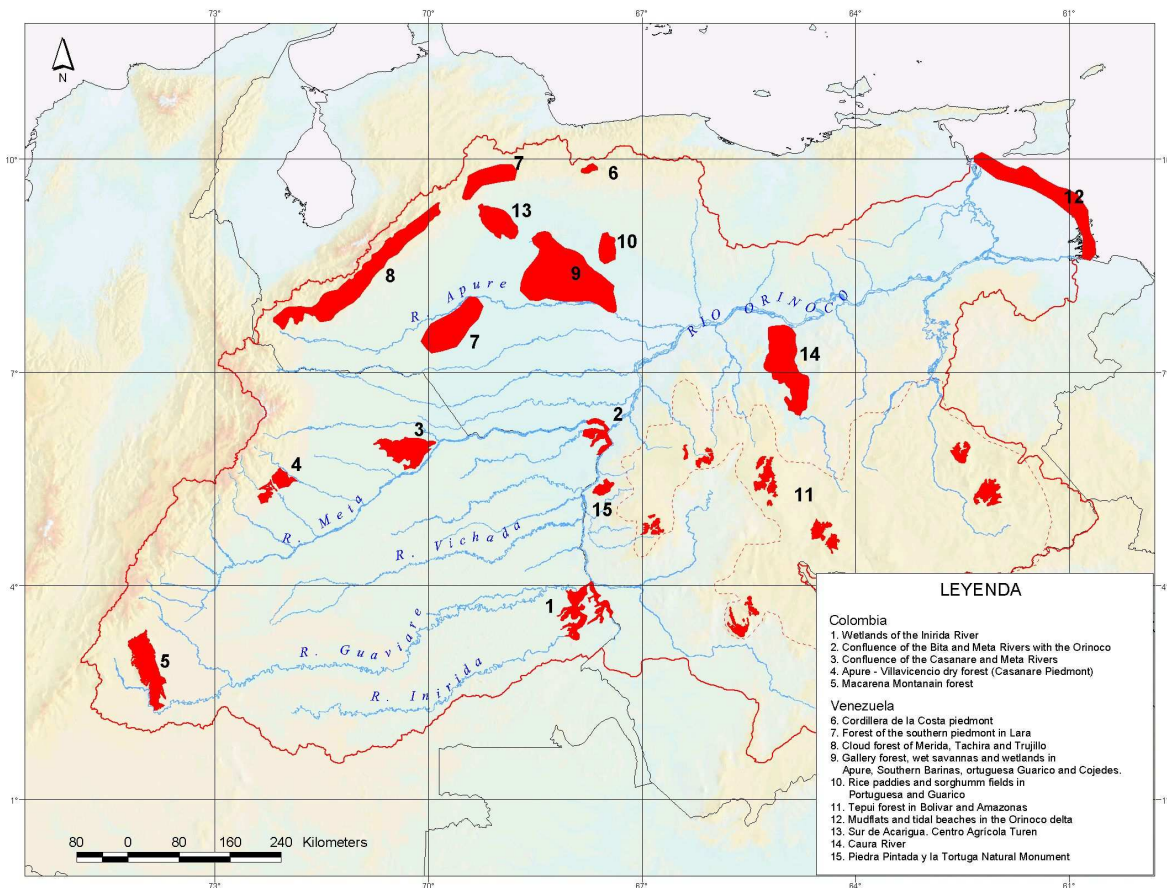 73°
70°
67°
64°
61°
N
10°
7
6
12
13
10
8
9
R. Apure
RIO ORINOCO
7
14
7°
2
3
4
11
R. Meia
15
R. Vichada
4°
1
R. Guaviare
5
R. Inirida
LEYENDA
Colombia
1. Wetlands of the Inirida River
2. Confluence of the Bita and Meta Rivers with the Orinoco
3. Confluence of the Casanare and Meta Rivers
4. Apure - Villavicencio dry forest (Casanare Piedmont)
5. Macarena Montanain forest
Venezuela
6. Cordillera de la Costa piedmont
7. Forest of the southern piedmont in Lara
8. Cloud forest of Merida, Tachira and Trujillo
9. Gallery forest, wet savannas and wetlands in
Apure, Southern Barinas, ortuguesa Guarico and Cojedes.
10. Rice paddies and sorghumm fields in
Portuguesa and Guarico
11. Tepui forest in Bolivar and Amazonas
12. Mudflats and tidal beaches in the Orinoco delta
13. Sur de Acarigua. Centro Agrícola Turen
14. Caura River
15. Piedra Pintada y la Tortuga Natural Monument
1°
80 0 80 160 240 Kilometers
73°
70°
67°
64°
61°